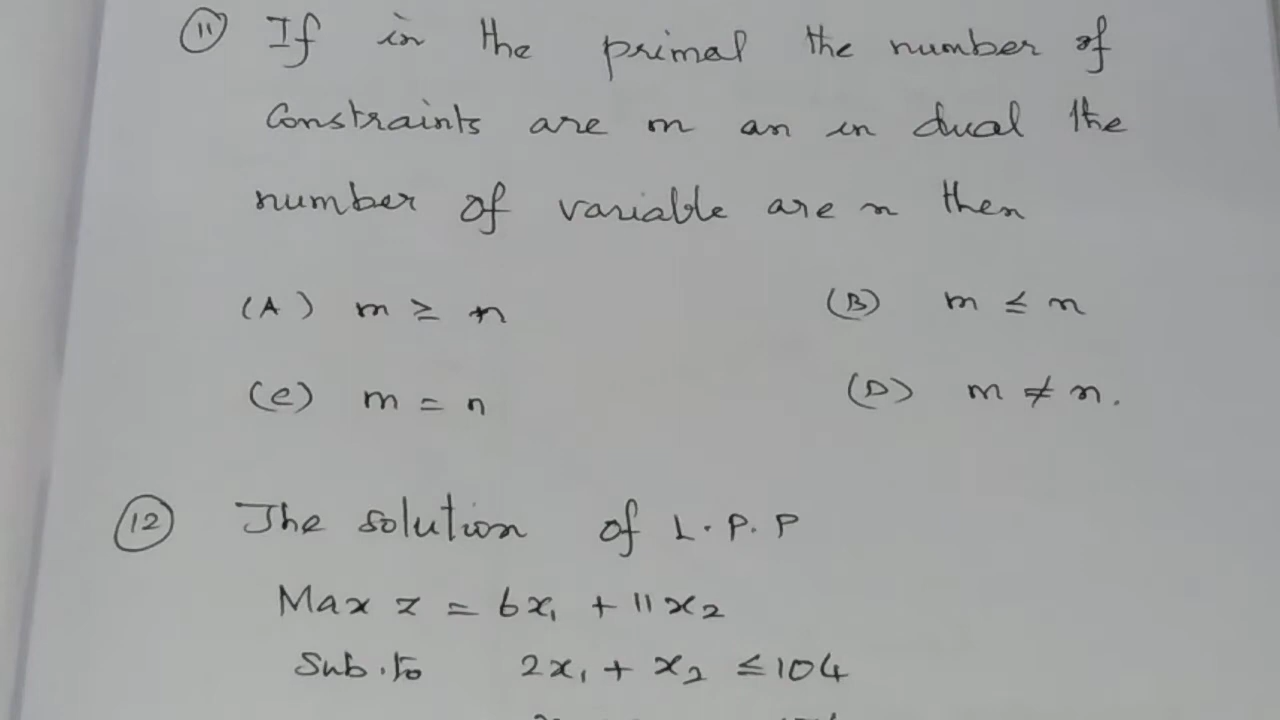 (11) If in the primal the number of
Constraints are m an in dual the
number of variable are n then
(A) m ≥ n (B) m ≤ n
(C) m = n (D) m ≠ n.
(12) The solution of L.P.P
Max z = 6x₁ + 11x₂
Sub. to 2x₁ + x₂ ≤ 104